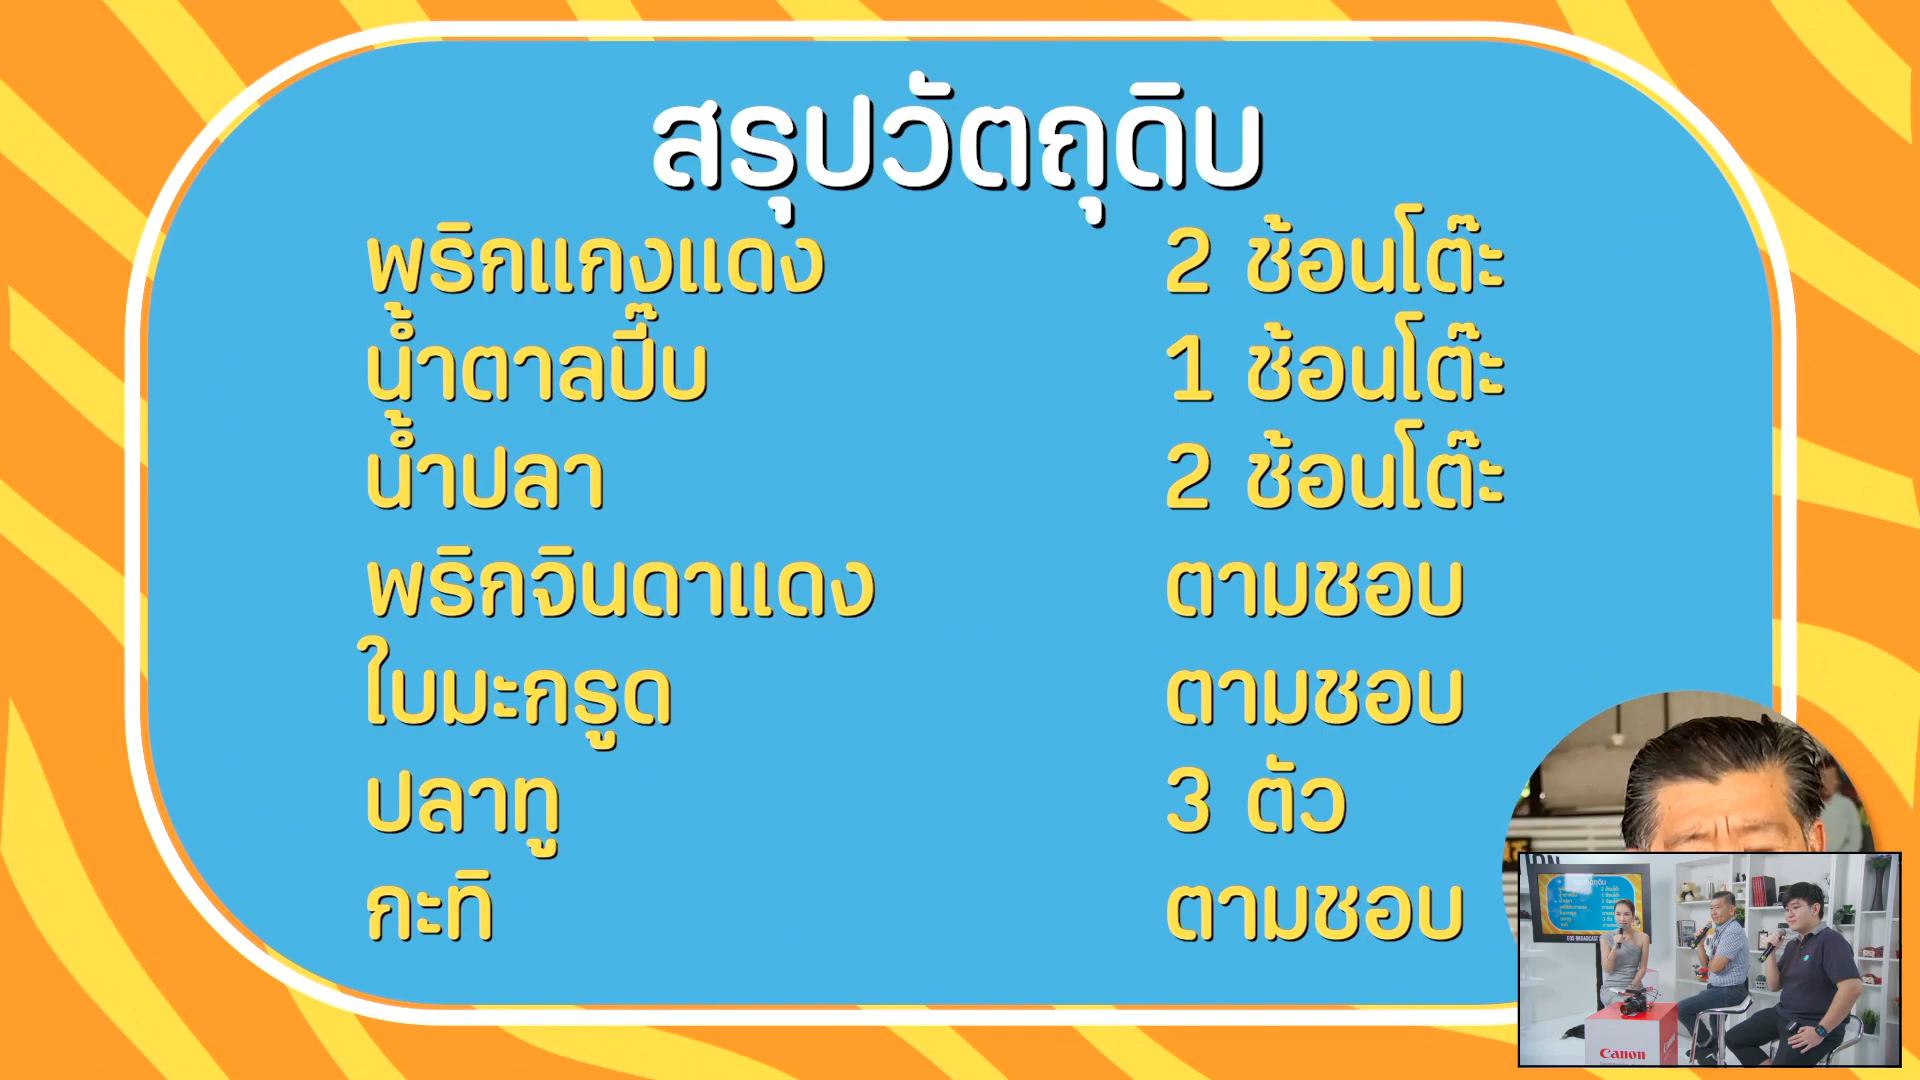 สรุปวัตถุดิบ
พริกแกงแดง 2 ช้อนโต๊ะ
น้ำตาลปี๊บ 1 ช้อนโต๊ะ
น้ำปลา 2 ช้อนโต๊ะ
พริกจินดาแดง ตามชอบ
ใบมะกรูด ตามชอบ
ปลาทู 3 ตัว
กะทิ ตามชอบ
Canon